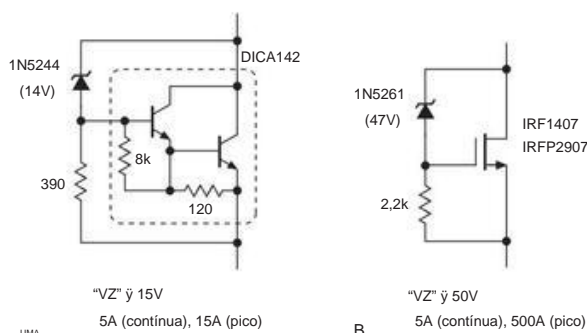 DICA142
1N5244
(14V)
8k
390
120
"VZ" ÿ 15V
5A (contínua), 15A (pico)
UMA
1N5261
(47V)
IRF1407
IRFP2907
2,2k
"VZ" ÿ 50V
5A (contínua), 500A (pico)
B